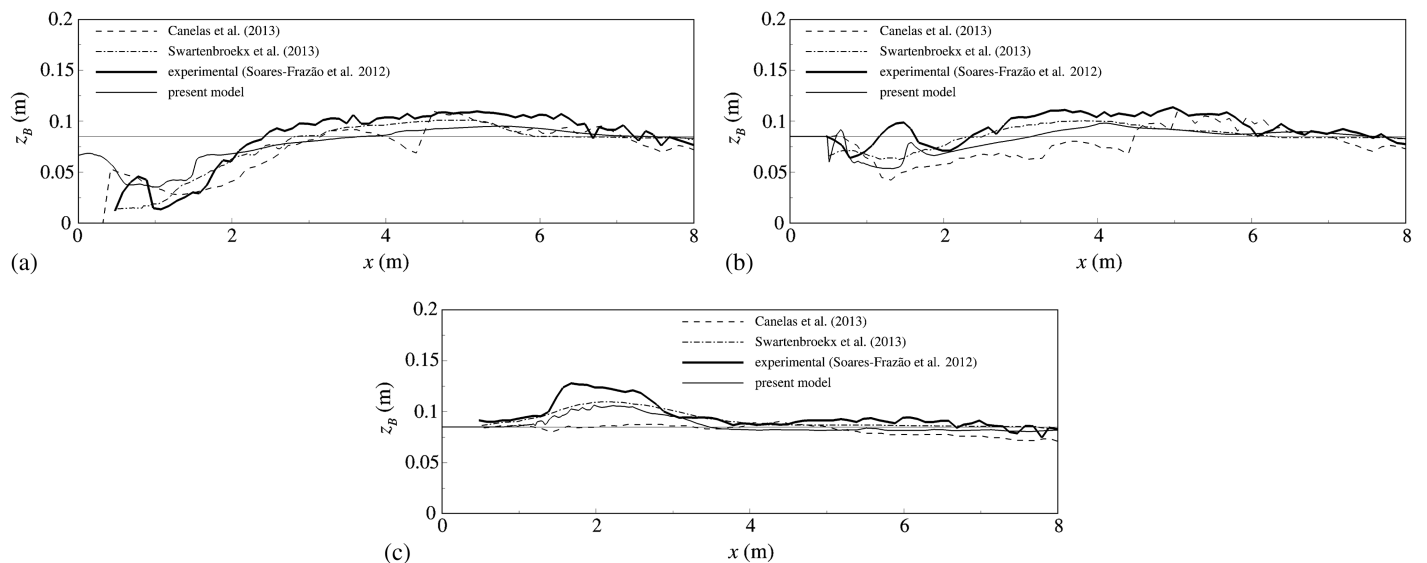 0.2
Canelas et al. (2013)
Swartenbroekx et al. (2013)
0.15
experimental (Soares-Frazão et al. 2012)
present model
z_B (m)
0.1
0.05
0
0 2 4 6 8
(a)
x (m)
0.2
Canelas et al. (2013)
Swartenbroekx et al. (2013)
0.15
experimental (Soares-Frazão et al. 2012)
present model
z_B (m)
0.1
0.05
0
0 2 4 6 8
(b)
x (m)
0.2
Canelas et al. (2013)
Swartenbroekx et al. (2013)
0.15
experimental (Soares-Frazão et al. 2012)
present model
z_B (m)
0.1
0.05
0
0 2 4 6 8
(c)
x (m)